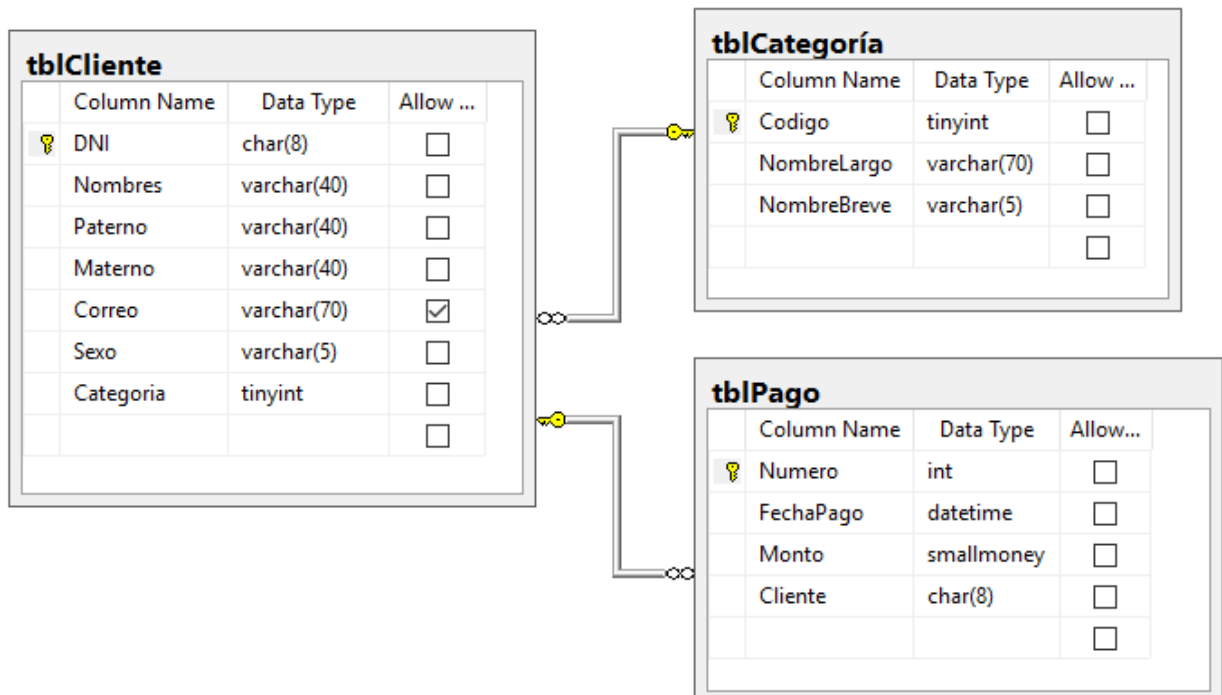 tblCliente
Column Name Data Type Allow ...
DNI char(8)
Nombres varchar(40)
Paterno varchar(40)
Materno varchar(40)
Correo varchar(70)
Sexo varchar(5)
Categoria tinyint
tblCategoría
Column Name Data Type Allow ...
Codigo tinyint
NombreLargo varchar(70)
NombreBreve varchar(5)
tblPago
Column Name Data Type Allow...
Numero int
FechaPago datetime
Monto smallmoney
Cliente char(8)